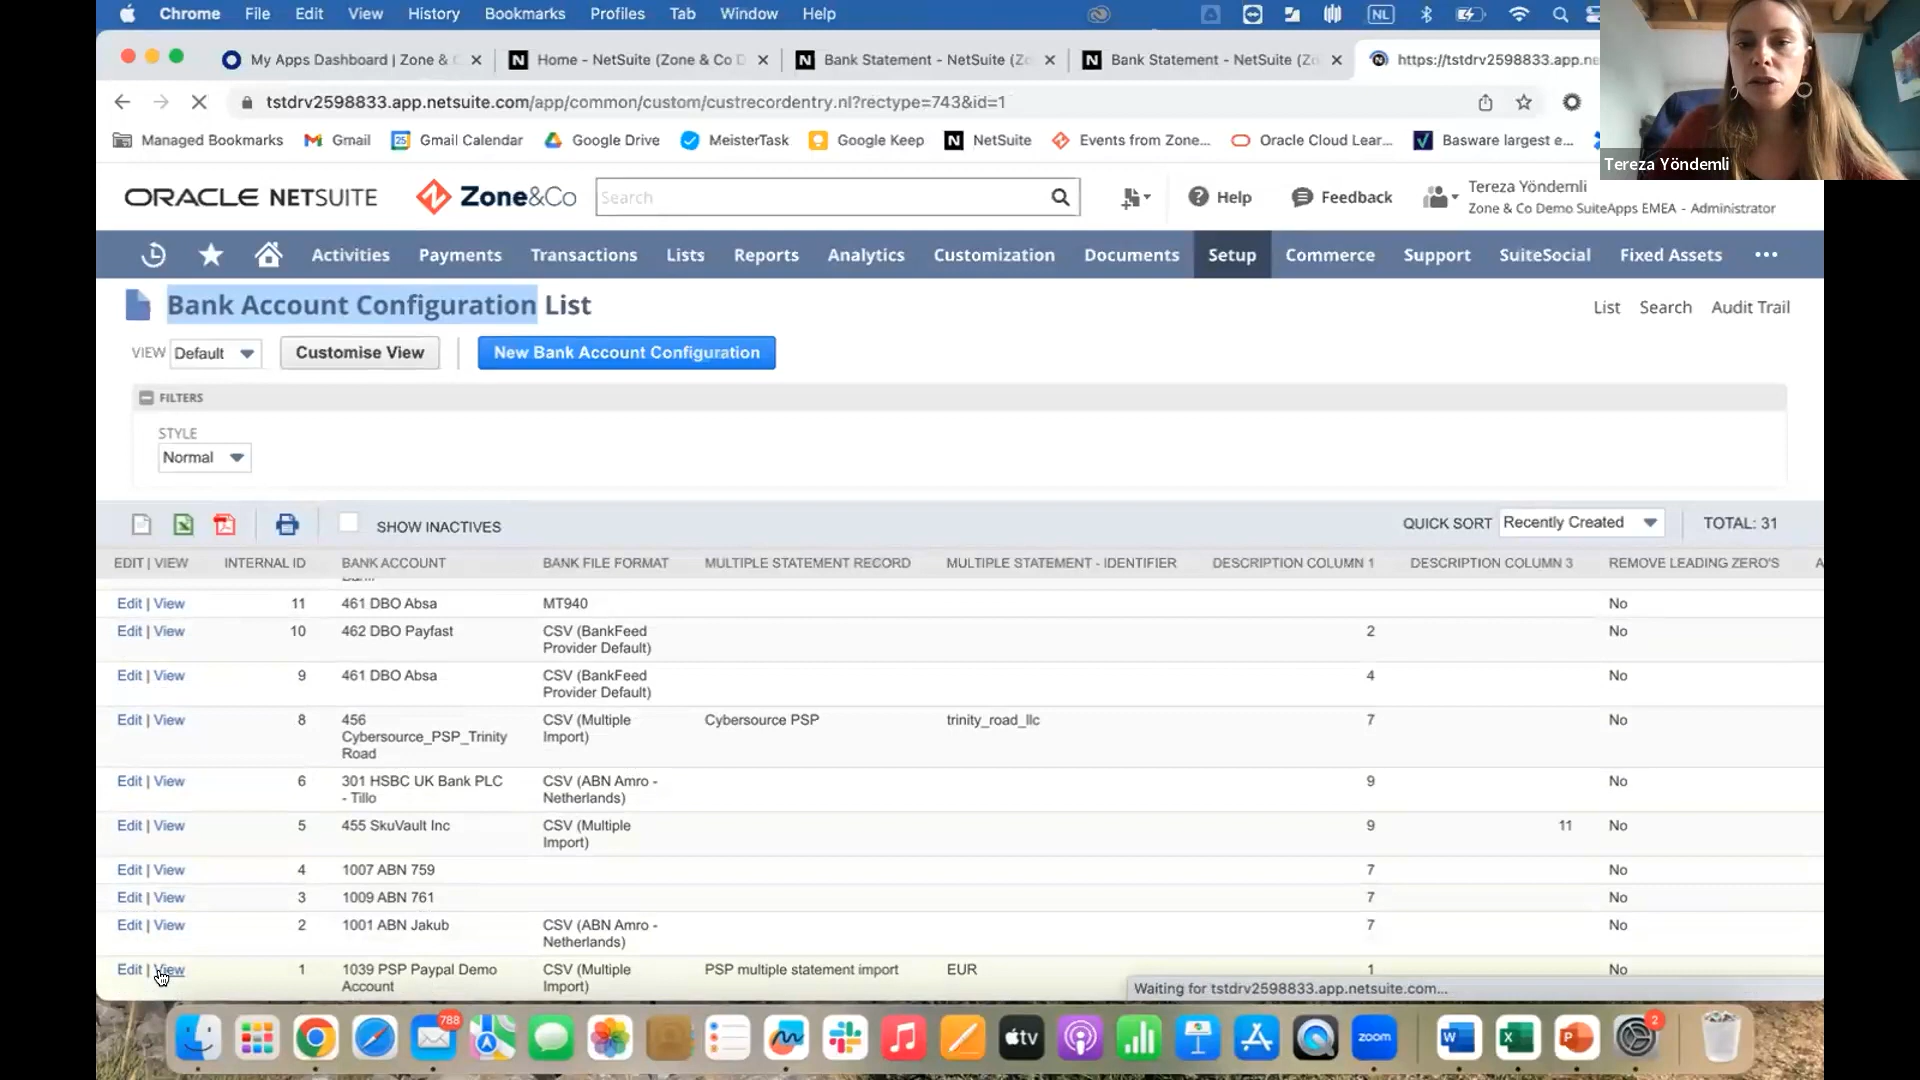 Chrome File Edit View History Bookmarks Profiles Tab Window Help NL
My Apps Dashboard | Zone & C Home - NetSuite (Zone & Co D Bank Statement - NetSuite (Zo Bank Statement - NetSuite (Zo https://tstdrv2598833.app.ne
tstdrv2598833.app.netsuite.com/app/common/custom/custrecordentry.nl?rectype=743&id=1
Managed Bookmarks Gmail Gmail Calendar Google Drive MeisterTask Google Keep NetSuite Events from Zone... Oracle Cloud Lear... Basware largest e...
Tereza Yöndemli
ORACLE NETSUITE Zone&Co Search Help Feedback Tereza Yöndemli
Zone & Co Demo SuiteApps EMEA - Administrator
Activities Payments Transactions Lists Reports Analytics Customization Documents Setup Commerce Support SuiteSocial Fixed Assets
Bank Account Configuration List List Search Audit Trail
VIEW Default Customise View New Bank Account Configuration
FILTERS
STYLE
Normal
SHOW INACTIVES QUICK SORT Recently Created TOTAL: 31
EDIT | VIEW INTERNAL ID BANK ACCOUNT BANK FILE FORMAT MULTIPLE STATEMENT RECORD MULTIPLE STATEMENT - IDENTIFIER DESCRIPTION COLUMN 1 DESCRIPTION COLUMN 3 REMOVE LEADING ZERO'S A
Edit | View 11 461 DBO Absa MT940 No
Edit | View 10 462 DBO Payfast CSV (BankFeed 2 No
Provider Default)
Edit | View 9 461 DBO Absa CSV (BankFeed 4 No
Provider Default)
Edit | View 8 456 CSV (Multiple Cybersource PSP trinity_road_llc 7 No
Cybersource_PSP_Trinity Import)
Road
Edit | View 6 301 HSBC UK Bank PLC CSV (ABN Amro - 9 No
- Tillo Netherlands)
Edit | View 5 455 SkuVault Inc CSV (Multiple 9 11 No
Import)
Edit | View 4 1007 ABN 759 7 No
Edit | View 3 1009 ABN 761 7 No
Edit | View 2 1001 ABN Jakub CSV (ABN Amro - 7 No
Netherlands)
Edit | View 1 1039 PSP Paypal Demo CSV (Multiple PSP multiple statement import EUR 1 No
Account Import)
Waiting for tstdrv2598833.app.netsuite.com...
788 tv zoom W X P 2